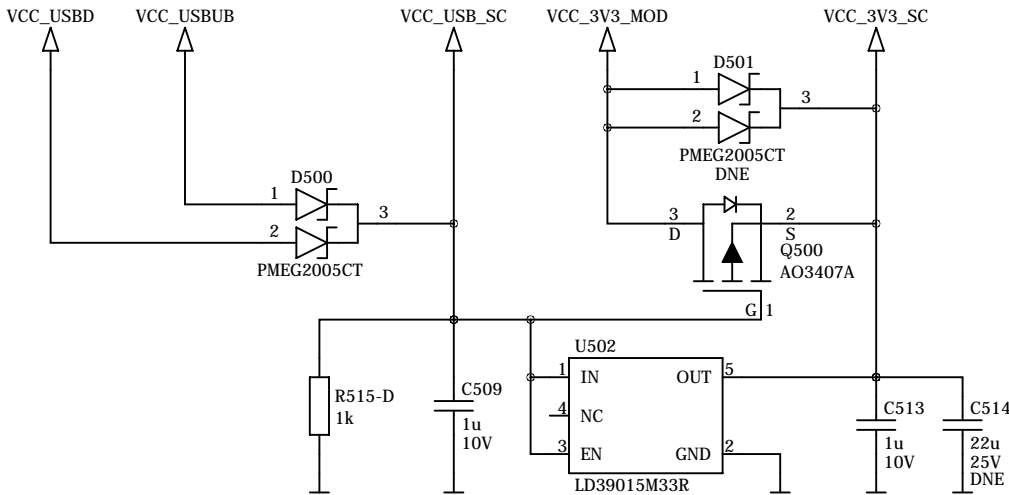 VCC_USBD
VCC_USBUB
VCC_USB_SC
VCC_3V3_MOD
VCC_3V3_SC
D501
1
3
2
PMEG2005CT
DNE
D500
1
3
2
PMEG2005CT
3
D
2
S
Q500
AO3407A
G 1
U502
1
IN
OUT
5
R515-D
1k
C509
1u
10V
4
NC
3
EN
GND
2
LD39015M33R
C513
1u
10V
C514
22u
25V
DNE